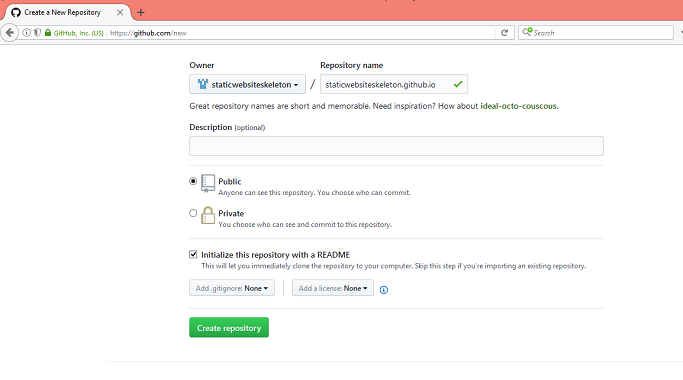 Create a New Repository
GitHub, Inc. (US) https://github.com/new Search
Owner Repository name
staticwebsiteskeleton / staticwebsiteskeleton.github.io
Great repository names are short and memorable. Need inspiration? How about ideal-octo-couscous.
Description (optional)
Public
Anyone can see this repository. You choose who can commit.
Private
You choose who can see and commit to this repository.
Initialize this repository with a README
This will let you immediately clone the repository to your computer. Skip this step if you're importing an existing repository.
Add .gitignore: None Add a license: None
Create repository